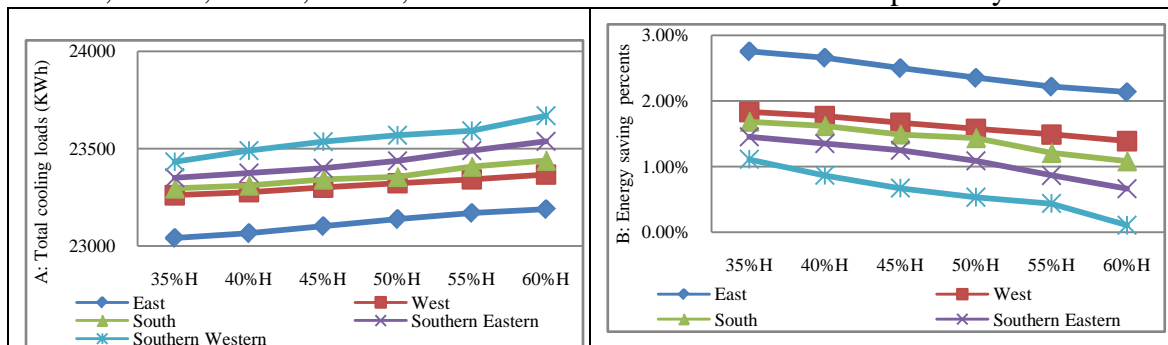 24000
23500
23000
A: Total cooling loads (KWh)
35%H 40%H 45%H 50%H 55%H 60%H
East West
South Southern Eastern
Southern Western
3.00%
2.00%
1.00%
0.00%
B: Energy saving percents
35%H 40%H 45%H 50%H 55%H 60%H
East West
South Southern Eastern